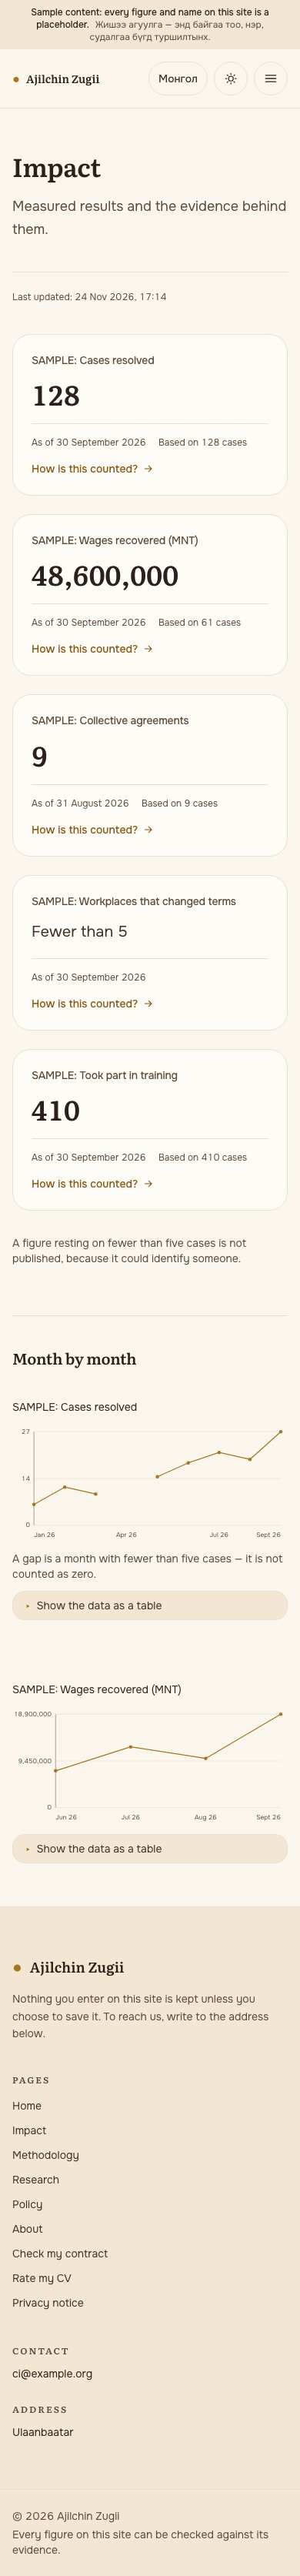 Sample content: every figure and name on this site is a
placeholder. Жишээ агуулга — энд байгаа тоо, нэр,
судалгаа бүгд туршилтынх.
Ajilchin Zugii
Монгол
Impact
Measured results and the evidence behind
them.
Last updated: 24 Nov 2026, 17:14
SAMPLE: Cases resolved
128
As of 30 September 2026 Based on 128 cases
How is this counted? →
SAMPLE: Wages recovered (MNT)
48,600,000
As of 30 September 2026 Based on 61 cases
How is this counted? →
SAMPLE: Collective agreements
9
As of 31 August 2026 Based on 9 cases
How is this counted? →
SAMPLE: Workplaces that changed terms
Fewer than 5
As of 30 September 2026
How is this counted? →
SAMPLE: Took part in training
410
As of 30 September 2026 Based on 410 cases
How is this counted? →
A figure resting on fewer than five cases is not
published, because it could identify someone.
Month by month
SAMPLE: Cases resolved
27
14
0
Jan 26 Apr 26 Jul 26 Sept 26
A gap is a month with fewer than five cases — it is not
counted as zero.
Show the data as a table
SAMPLE: Wages recovered (MNT)
18,900,000
9,450,000
0
Jun 26 Jul 26 Aug 26 Sept 26
Show the data as a table
Ajilchin Zugii
Nothing you enter on this site is kept unless you
choose to save it. To reach us, write to the address
below.
PAGES
Home
Impact
Methodology
Research
Policy
About
Check my contract
Rate my CV
Privacy notice
CONTACT
ci@example.org
ADDRESS
Ulaanbaatar
© 2026 Ajilchin Zugii
Every figure on this site can be checked against its
evidence.